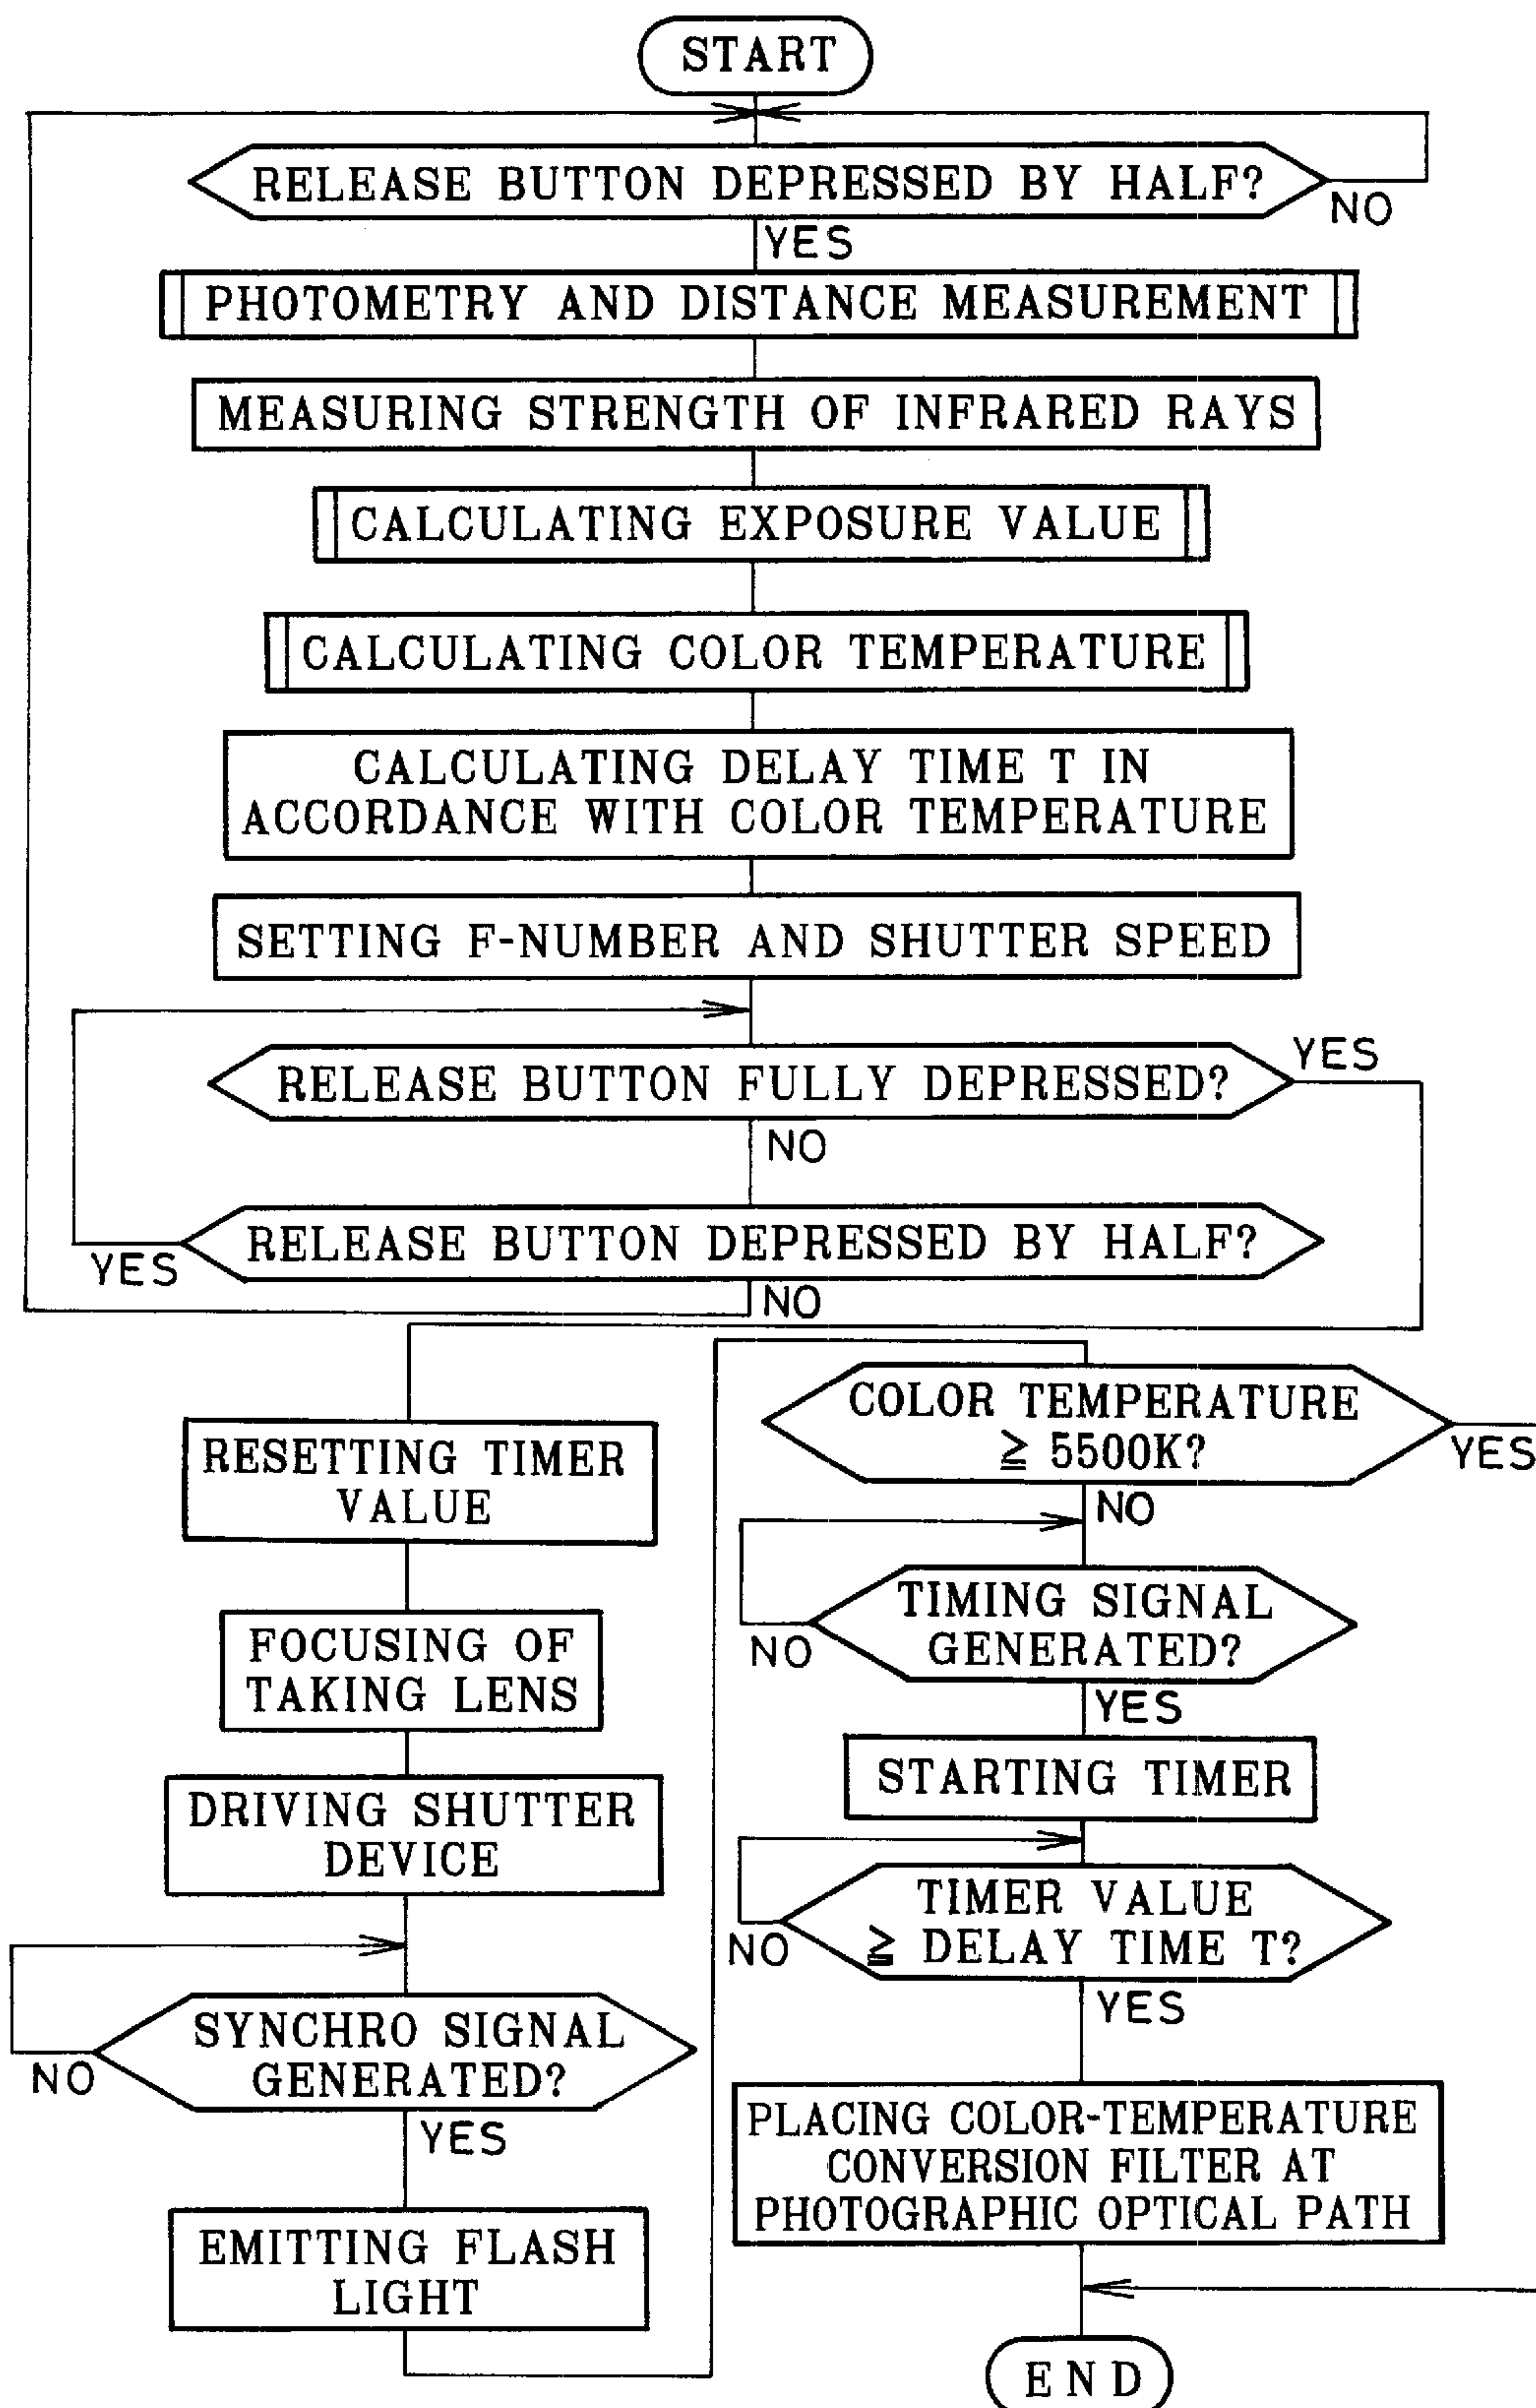 START
RELEASE BUTTON DEPRESSED BY HALF?
NO
YES
PHOTOMETRY AND DISTANCE MEASUREMENT
MEASURING STRENGTH OF INFRARED RAYS
CALCULATING EXPOSURE VALUE
CALCULATING COLOR TEMPERATURE
CALCULATING DELAY TIME T IN
ACCORDANCE WITH COLOR TEMPERATURE
SETTING F-NUMBER AND SHUTTER SPEED
RELEASE BUTTON FULLY DEPRESSED?
YES
NO
RELEASE BUTTON DEPRESSED BY HALF?
YES
NO
RESETTING TIMER
VALUE
FOCUSING OF
TAKING LENS
DRIVING SHUTTER
DEVICE
SYNCHRO SIGNAL
GENERATED?
NO
YES
EMITTING FLASH
LIGHT
COLOR TEMPERATURE
≧ 5500K?
YES
NO
TIMING SIGNAL
GENERATED?
NO
YES
STARTING TIMER
TIMER VALUE
≧ DELAY TIME T?
NO
YES
PLACING COLOR-TEMPERATURE
CONVERSION FILTER AT
PHOTOGRAPHIC OPTICAL PATH
END